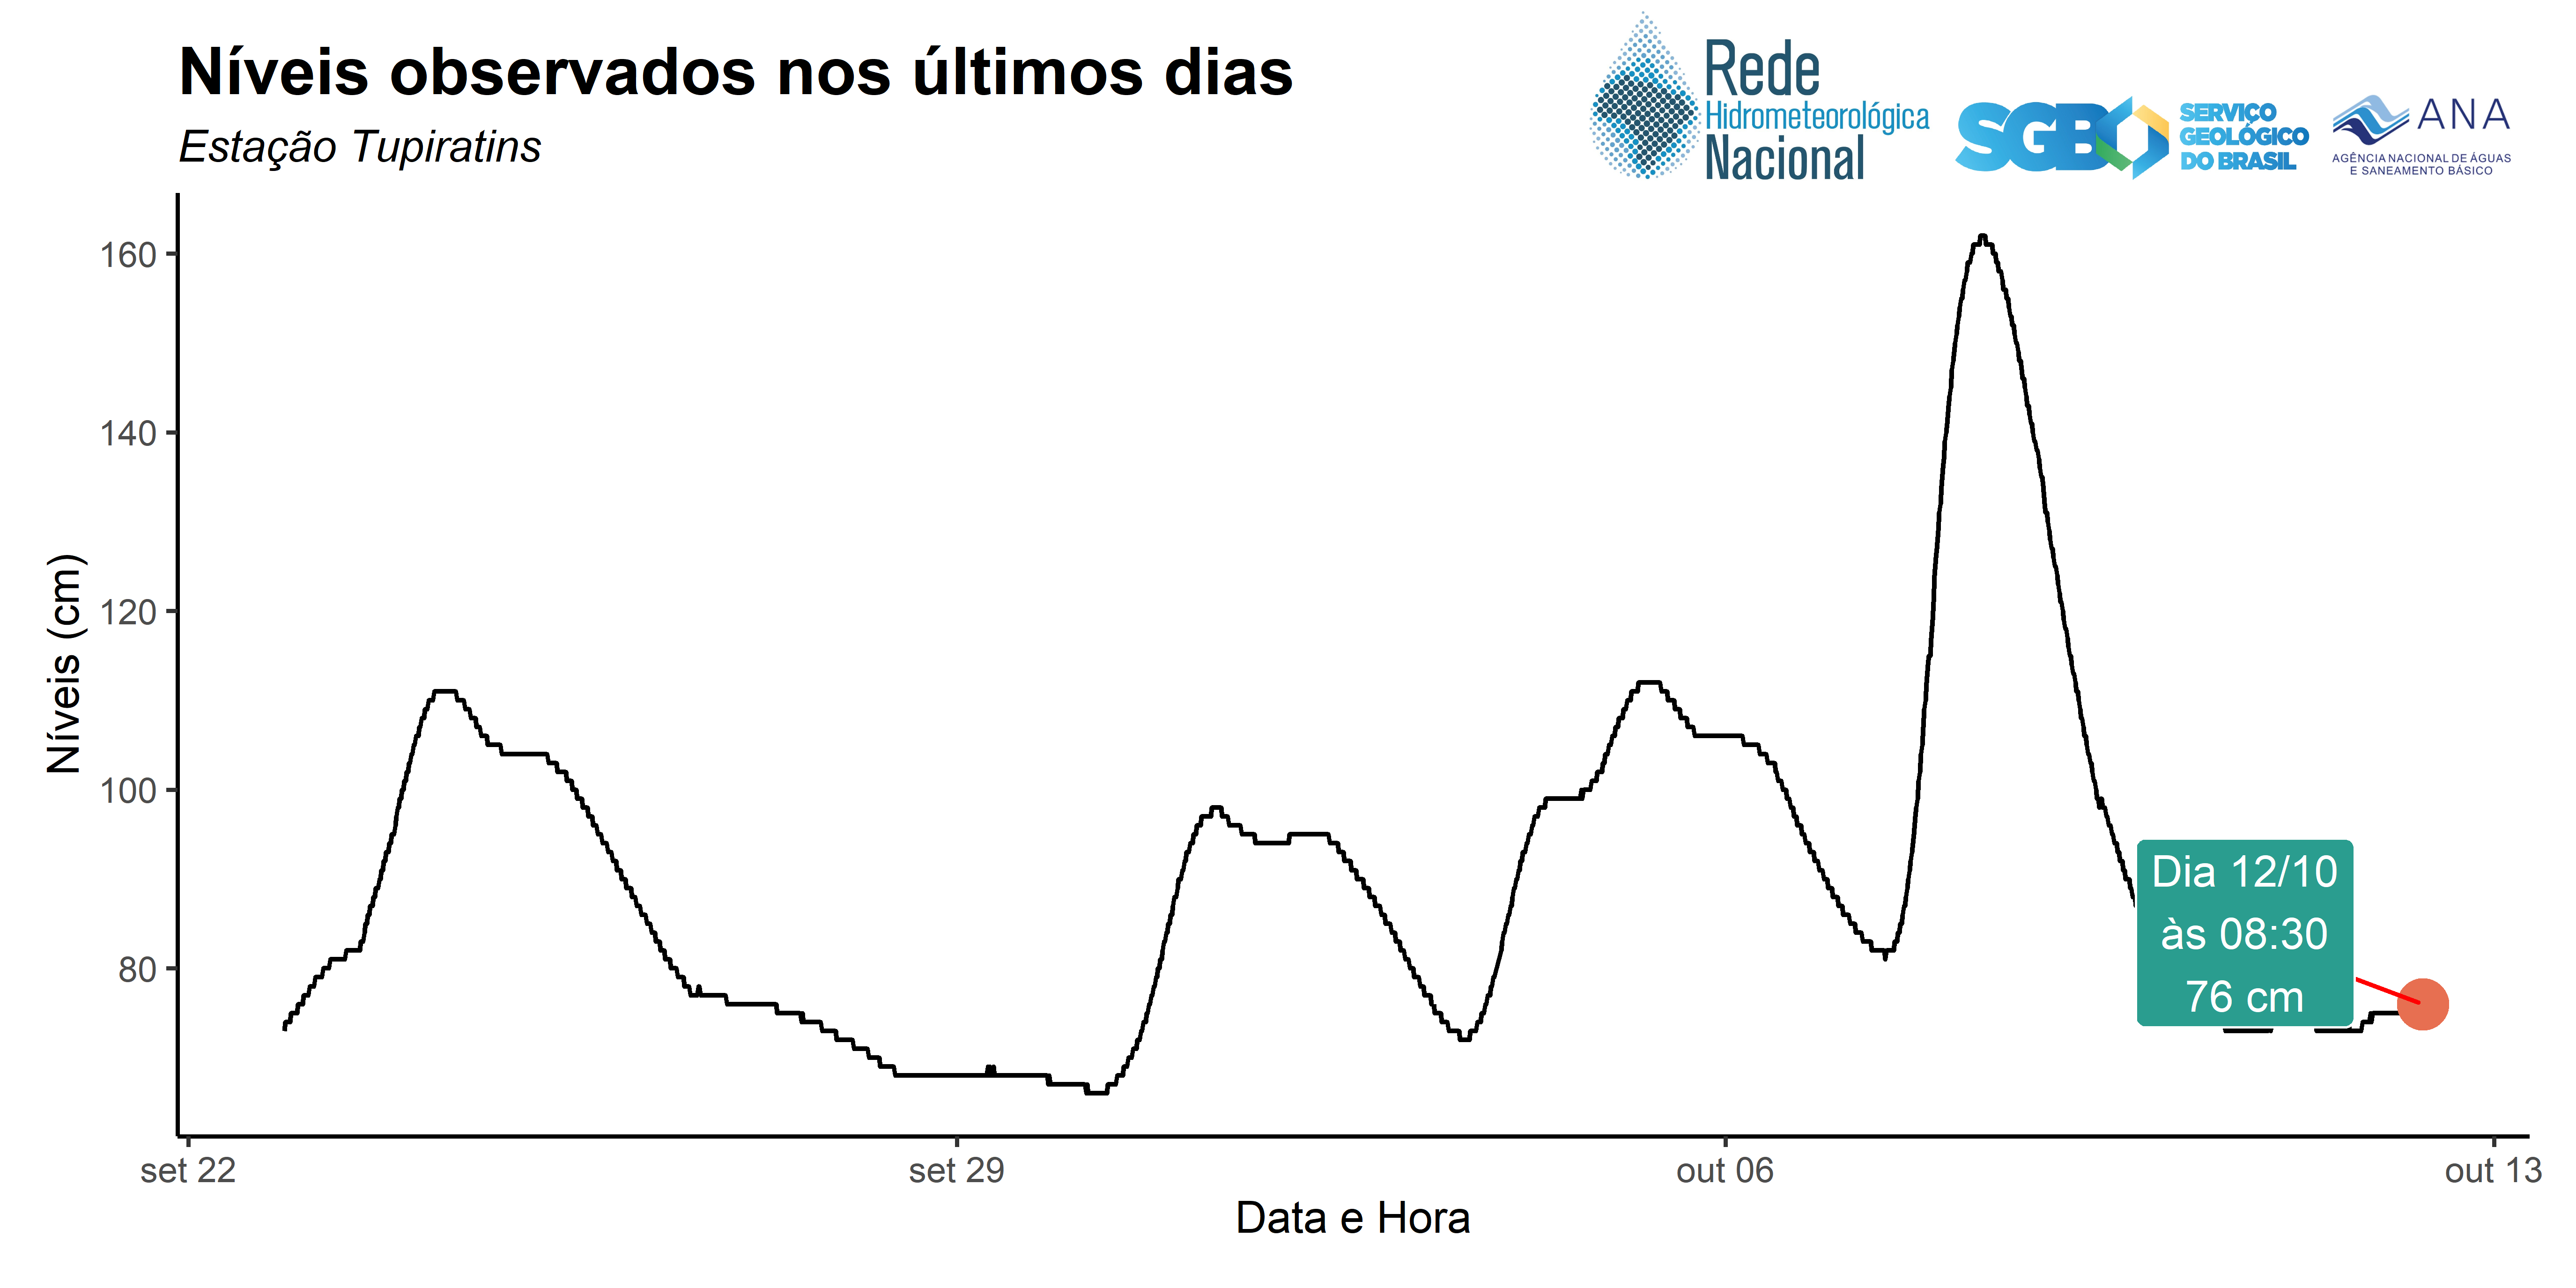 Níveis observados nos últimos dias
Estação Tupiratins
Rede
Hidrometeorológica
Nacional
SGB
SERVIÇO
GEOLÓGICO
DO BRASIL
ANA
AGÊNCIA NACIONAL DE ÁGUAS
E SANEAMENTO BÁSICO
Níveis (cm)
160
140
120
100
80
Dia 12/10
às 08:30
76 cm
set 22
set 29
out 06
out 13
Data e Hora